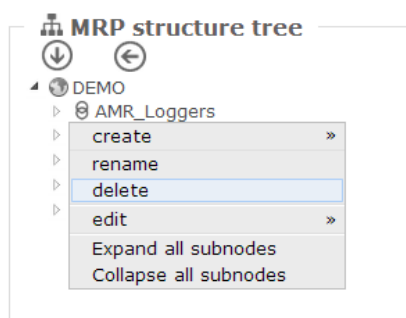 MRP structure tree
DEMO
AMR_Loggers
create »
rename
delete
edit »
Expand all subnodes
Collapse all subnodes